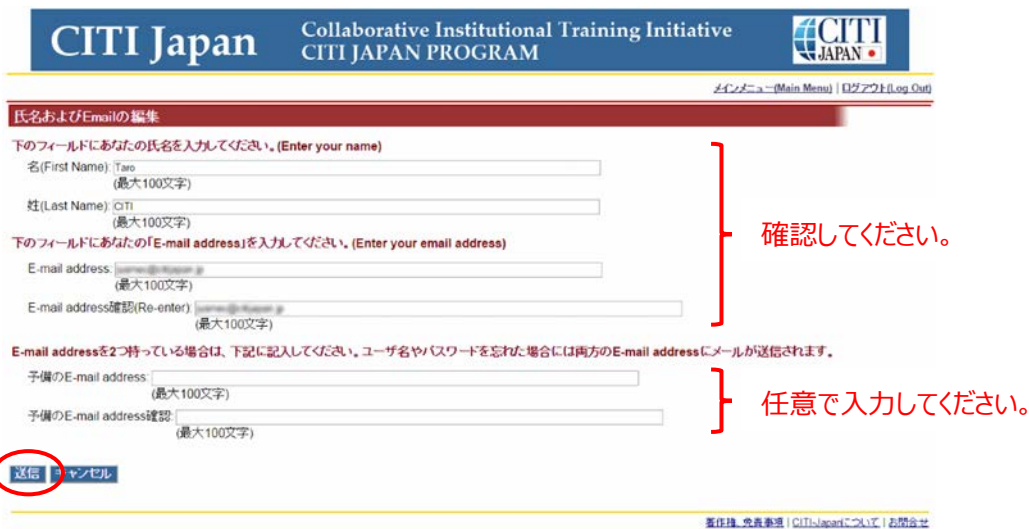 CITI Japan
Collaborative Institutional Training Initiative
CITI JAPAN PROGRAM
CITI
JAPAN
メインメニュー(Main Menu) | ログアウト(Log Out)
氏名およびEmailの編集
下のフィールドにあなたの氏名を入力してください。(Enter your name)
名(First Name): Taro
(最大100文字)
姓(Last Name): CITI
(最大100文字)
確認してください。
下のフィールドにあなたの「E-mail address」を入力してください。(Enter your email address)
E-mail address:
(最大100文字)
E-mail address確認(Re-enter):
(最大100文字)
E-mail addressを2つ持っている場合は、下記に記入してください。ユーザ名やパスワードを忘れた場合には両方のE-mail addressにメールが送信されます。
予備のE-mail address:
(最大100文字)
任意で入力してください。
予備のE-mail address確認:
(最大100文字)
送信 キャンセル
著作権、免責事項 | CITI-Japanについて | お問合せ